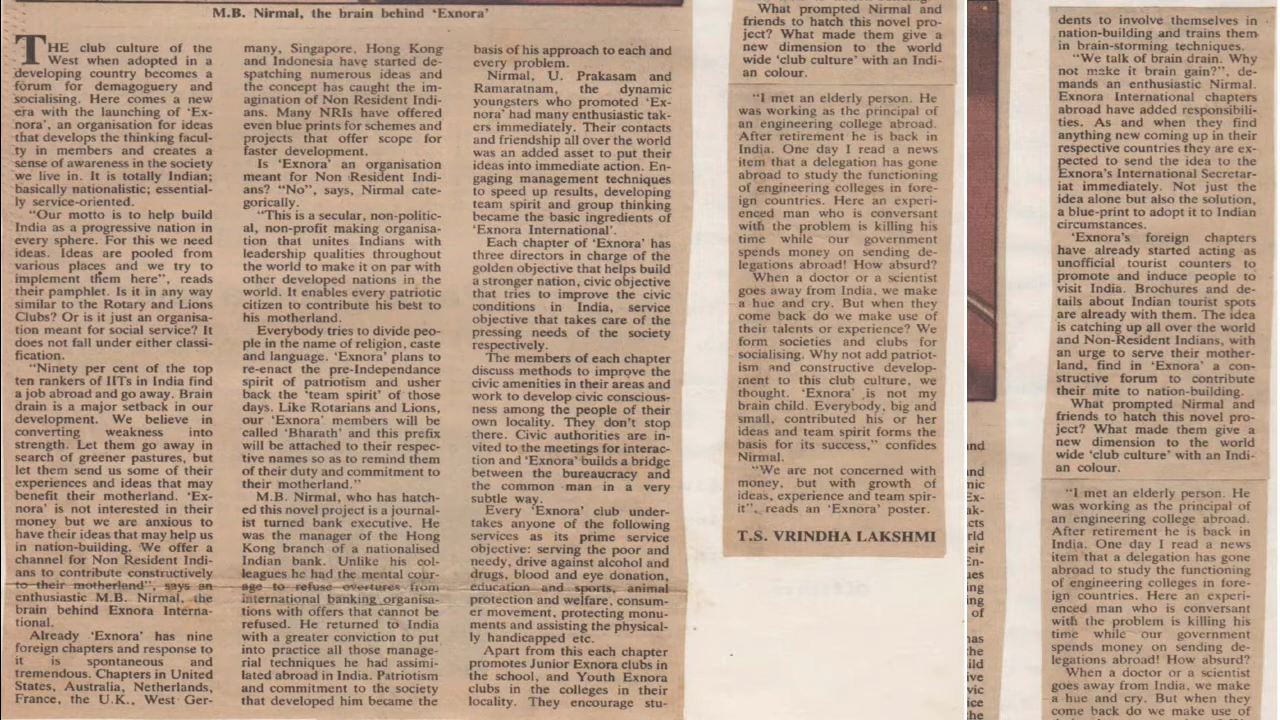 M.B. Nirmal, the brain behind 'Exnora'
THE club culture of the
West when adopted in a
developing country becomes a
forum for demagoguery and
socialising. Here comes a new
era with the launching of 'Ex-
nora', an organisation for ideas
that develops the thinking facul-
ty in members and creates a
sense of awareness in the society
we live in. It is totally Indian;
basically nationalistic; essential-
ly service-oriented.
"Our motto is to help build
India as a progressive nation in
every sphere. For this we need
ideas. Ideas are pooled from
various places and we try to
implement them here", reads
their pamphlet. Is it in any way
similar to the Rotary and Lions
Clubs? Or is it just an organisa-
tion meant for social service? It
does not fall under either classi-
fication.
"Ninety per cent of the top
ten rankers of IITs in India find
a job abroad and go away. Brain
drain is a major setback in our
development. We believe in
converting weakness into
strength. Let them go away in
search of greener pastures, but
let them send us some of their
experiences and ideas that may
benefit their motherland. 'Ex-
nora' is not interested in their
money but we are anxious to
have their ideas that may help us
in nation-building. We offer a
channel for Non Resident Indi-
ans to contribute constructively
to their motherland", says an
enthusiastic M.B. Nirmal, the
brain behind Exnora Interna-
tional.
Already 'Exnora' has nine
foreign chapters and response to
it is spontaneous and
tremendous. Chapters in United
States, Australia, Netherlands,
France, the U.K., West Ger-
many, Singapore, Hong Kong
and Indonesia have started de-
spatching numerous ideas and
the concept has caught the im-
agination of Non Resident Indi-
ans. Many NRIs have offered
even blue prints for schemes and
projects that offer scope for
faster development.
Is 'Exnora' an organisation
meant for Non Resident Indi-
ans? "No", says, Nirmal cate-
gorically.
"This is a secular, non-politic-
al, non-profit making organisa-
tion that unites Indians with
leadership qualities throughout
the world to make it on par with
other developed nations in the
world. It enables every patriotic
citizen to contribute his best to
his motherland.
Everybody tries to divide peo-
ple in the name of religion, caste
and language. 'Exnora' plans to
re-enact the pre-Independance
spirit of patriotism and usher
back the 'team spirit' of those
days. Like Rotarians and Lions,
our 'Exnora' members will be
called 'Bharath' and this prefix
will be attached to their respec-
tive names so as to remind them
of their duty and commitment to
their motherland."
M.B. Nirmal, who has hatch-
ed this novel project is a journal-
ist turned bank executive. He
was the manager of the Hong
Kong branch of a nationalised
Indian bank. Unlike his col-
leagues he had the mental cour-
age to refuse overtures from
international banking organisa-
tions with offers that cannot be
refused. He returned to India
with a greater conviction to put
into practice all those manage-
rial techniques he had assimi-
lated abroad in India. Patriotism
and commitment to the society
that developed him became the
basis of his approach to each and
every problem.
Nirmal, U. Prakasam and
Ramaratnam, the dynamic
youngsters who promoted 'Ex-
nora' had many enthusiastic tak-
ers immediately. Their contacts
and friendship all over the world
was an added asset to put their
ideas into immediate action. En-
gaging management techniques
to speed up results, developing
team spirit and group thinking
became the basic ingredients of
'Exnora International'.
Each chapter of 'Exnora' has
three directors in charge of the
golden objective that helps build
a stronger nation, civic objective
that tries to improve the civic
conditions in India, service
objective that takes care of the
pressing needs of the society
respectively.
The members of each chapter
discuss methods to improve the
civic amenities in their areas and
work to develop civic conscious-
ness among the people of their
own locality. They don't stop
there. Civic authorities are in-
vited to the meetings for interac-
tion and 'Exnora' builds a bridge
between the bureaucracy and
the common man in a very
subtle way.
Every 'Exnora' club under-
takes anyone of the following
services as its prime service
objective: serving the poor and
needy, drive against alcohol and
drugs, blood and eye donation,
education and sports, animal
protection and welfare, consum-
er movement, protecting monu-
ments and assisting the physical-
ly handicapped etc.
Apart from this each chapter
promotes Junior Exnora clubs in
the school, and Youth Exnora
clubs in the colleges in their
locality. They encourage stu-
What prompted Nirmal and
friends to hatch this novel pro-
ject? What made them give a
new dimension to the world
wide 'club culture' with an Indi-
an colour.
"I met an elderly person. He
was working as the principal of
an engineering college abroad.
After retirement he is back in
India. One day I read a news
item that a delegation has gone
abroad to study the functioning
of engineering colleges in fore-
ign countries. Here an experi-
enced man who is conversant
with the problem is killing his
time while our government
spends money on sending de-
legations abroad! How absurd?
When a doctor or a scientist
goes away from India, we make
a hue and cry. But when they
come back do we make use of
their talents or experience? We
form societies and clubs for
socialising. Why not add patriot-
ism and constructive develop-
ment to this club culture, we
thought. 'Exnora' is not my
brain child. Everybody, big and
small, contributed his or her
ideas and team spirit forms the
basis for its success," confides
Nirmal.
"We are not concerned with
money, but with growth of
ideas, experience and team spir-
it", reads an 'Exnora' poster.
T.S. VRINDHA LAKSHMI
dents to involve themselves in
nation-building and trains them
in brain-storming techniques.
"We talk of brain drain. Why
not make it brain gain?", de-
mands an enthusiastic Nirmal.
Exnora International chapters
abroad have added responsibili-
ties. As and when they find
anything new coming up in their
respective countries they are ex-
pected to send the idea to the
Exnora's International Secretar-
iat immediately. Not just the
idea alone but also the solution,
a blue-print to adopt it to Indian
circumstances.
'Exnora's foreign chapters
have already started acting as
unofficial tourist counters to
promote and induce people to
visit India. Brochures and de-
tails about Indian tourist spots
are already with them. The idea
is catching up all over the world
and Non-Resident Indians, with
an urge to serve their mother-
land, find in 'Exnora' a con-
structive forum to contribute
their mite to nation-building.
What prompted Nirmal and
friends to hatch this novel pro-
ject? What made them give a
new dimension to the world
wide 'club culture' with an Indi-
an colour.
"I met an elderly person. He
was working as the principal of
an engineering college abroad.
After retirement he is back in
India. One day I read a news
item that a delegation has gone
abroad to study the functioning
of engineering colleges in fore-
ign countries. Here an experi-
enced man who is conversant
with the problem is killing his
time while our government
spends money on sending de-
legations abroad! How absurd?
When a doctor or a scientist
goes away from India, we make
a hue and cry. But when they
come back do we make use of